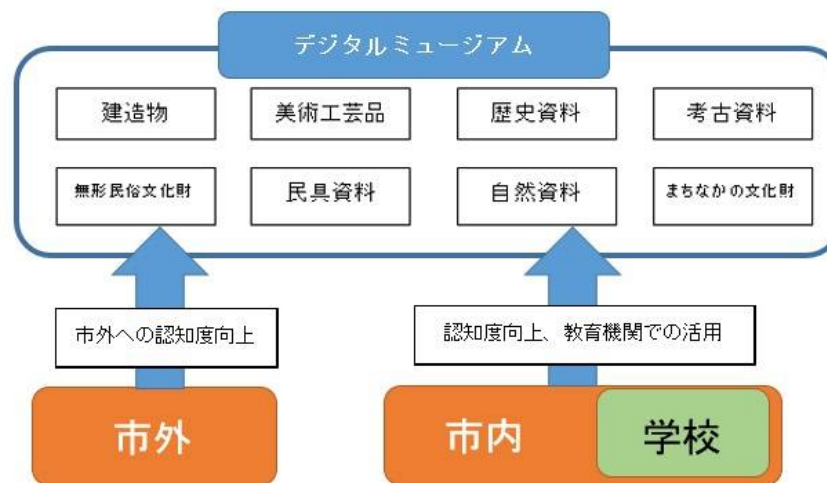 デジタルミュージアム
建造物
美術工芸品
歴史資料
考古資料
無形民俗文化財
民具資料
自然資料
まちなかの文化財
市外への認知度向上
認知度向上、教育機関での活用
市外
市内
学校